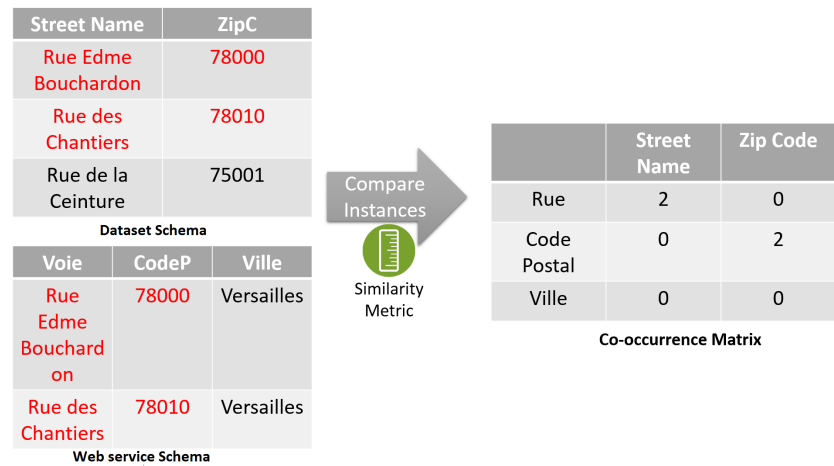 Street Name ZipC
Rue Edme
Bouchardon
78000
Rue des
Chantiers
78010
Rue de la
Ceinture
75001
Dataset Schema
Voie CodeP Ville
Rue
Edme
Bouchard
on
78000 Versailles
Rue des
Chantiers
78010 Versailles
Web service Schema
Compare
Instances
Similarity
Metric
Street
Name
Zip Code
Rue 2 0
Code
Postal
0 2
Ville 0 0
Co-occurrence Matrix